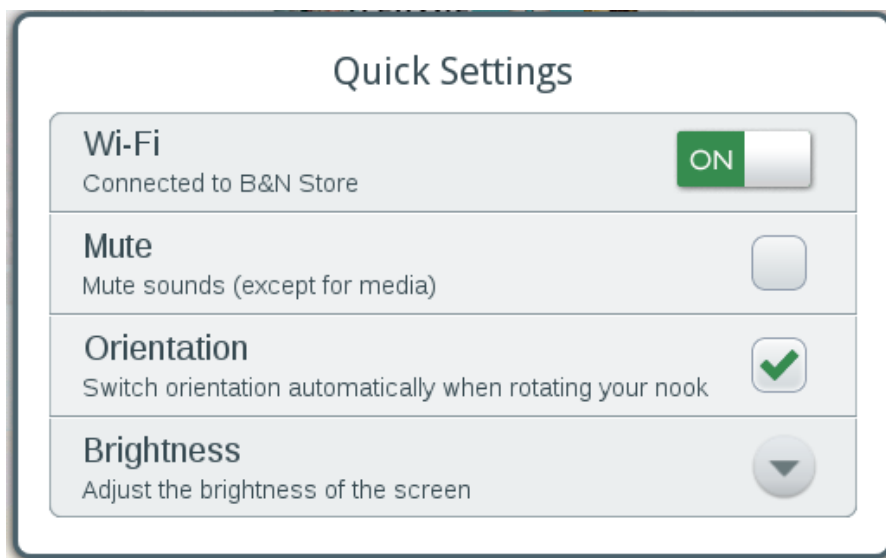 Quick Settings
Wi-Fi
ON
Connected to B&N Store
Mute
Mute sounds (except for media)
Orientation
Switch orientation automatically when rotating your nook
Brightness
Adjust the brightness of the screen